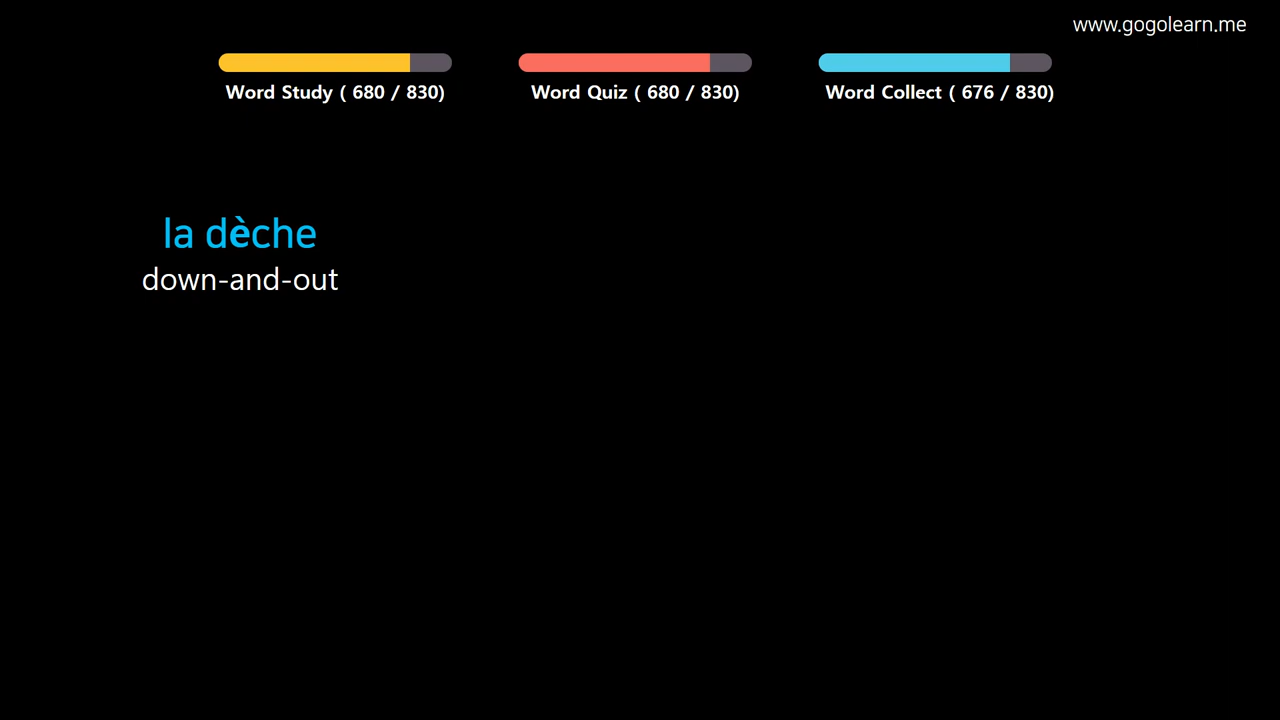 www.gogolearn.me
Word Study ( 680 / 830)
Word Quiz ( 680 / 830)
Word Collect ( 676 / 830)
la dèche
down-and-out